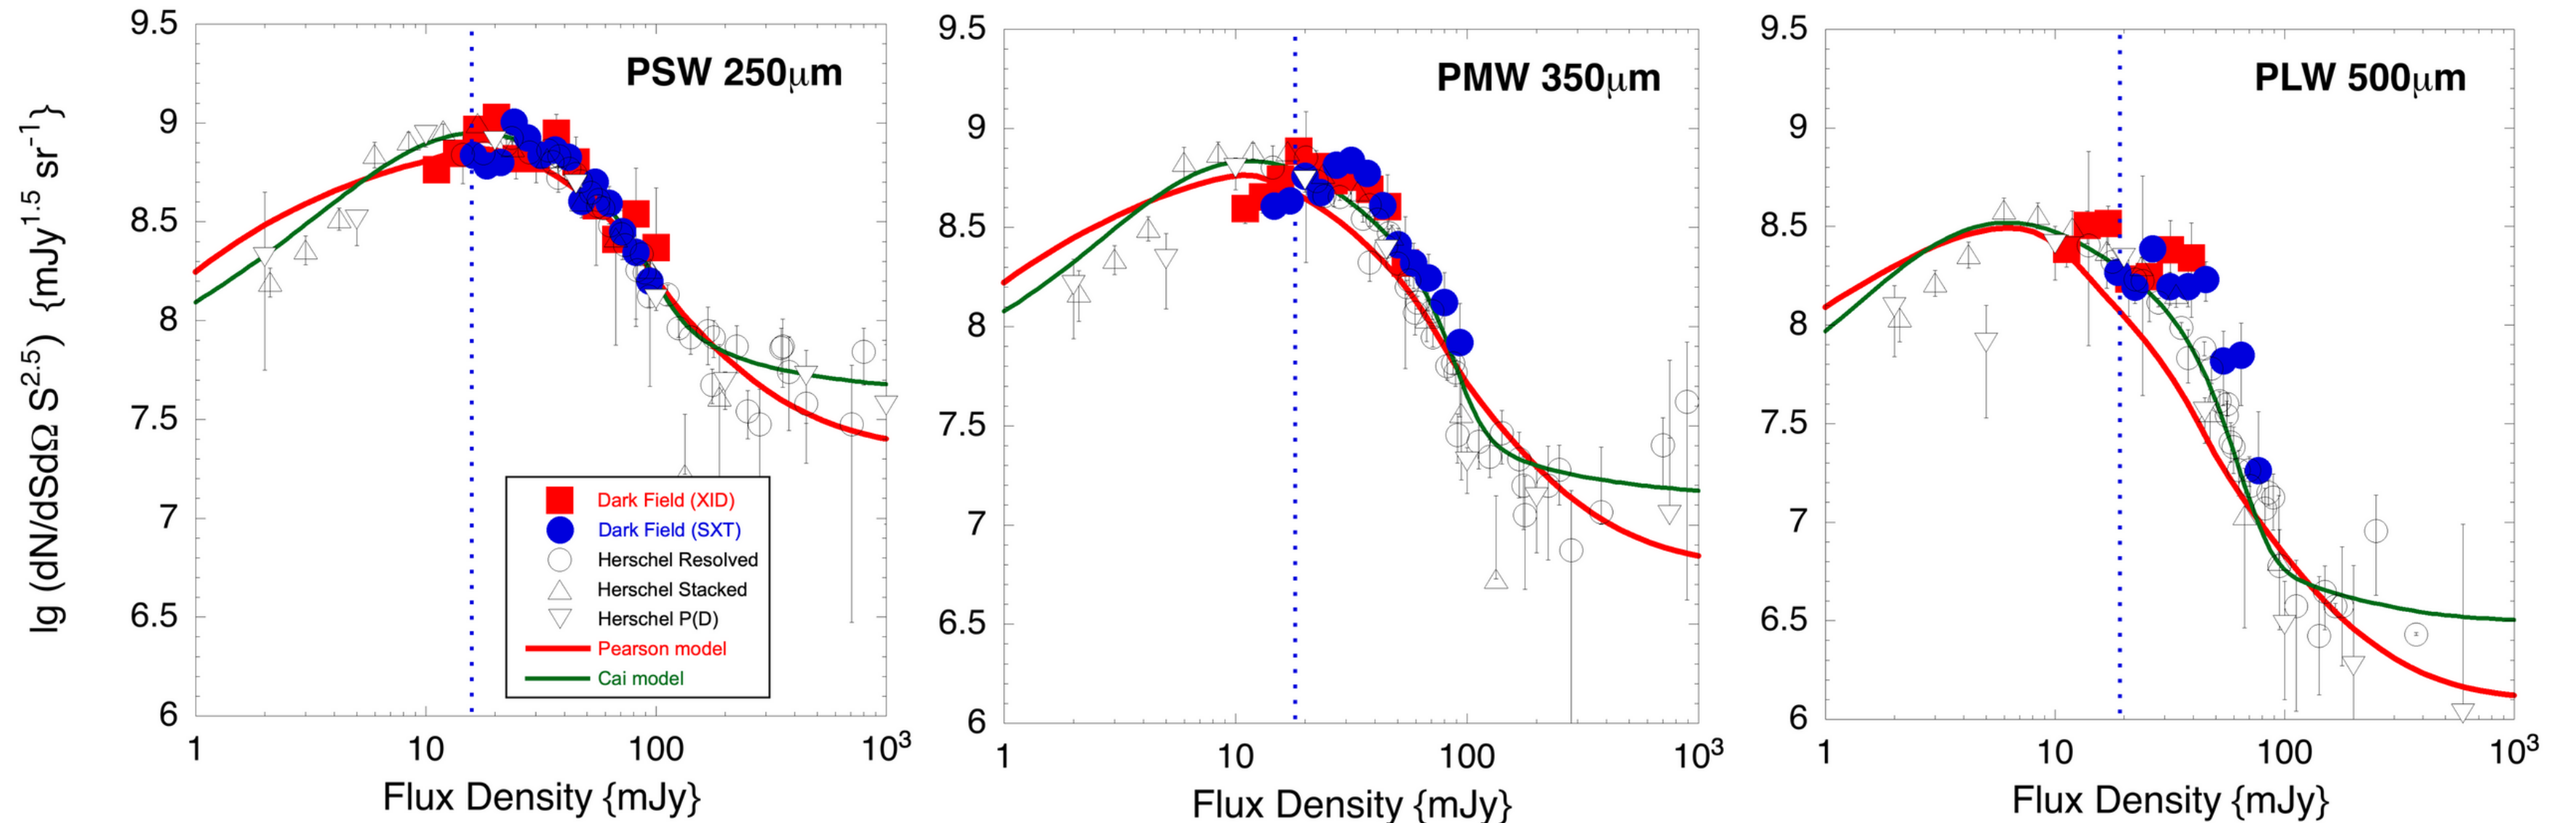 lg (dN/dSdΩ S^2.5) {mJy^1.5 sr^-1}
9.5
9
8.5
8
7.5
7
6.5
6
PSW 250μm
Dark Field (XID)
Dark Field (SXT)
Herschel Resolved
Herschel Stacked
Herschel P(D)
Pearson model
Cai model
1 10 100 10^3
Flux Density {mJy}
9.5
9
8.5
8
7.5
7
6.5
6
PMW 350μm
1 10 100 10^3
Flux Density {mJy}
9.5
9
8.5
8
7.5
7
6.5
6
PLW 500μm
1 10 100 10^3
Flux Density {mJy}